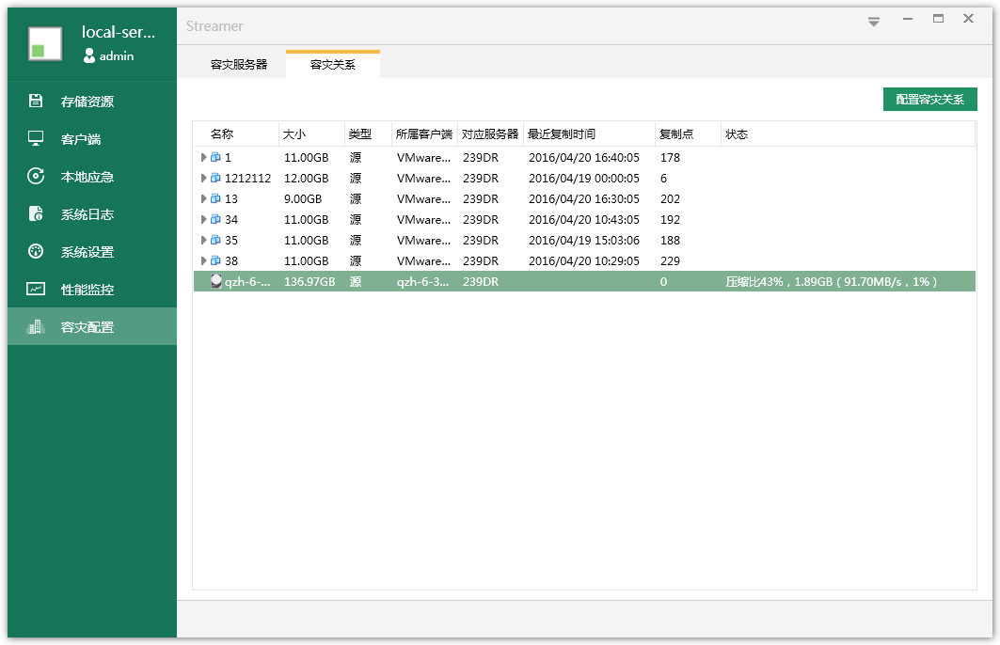 local-ser...
admin
存储资源
客户端
本地应急
系统日志
系统设置
性能监控
容灾配置
Streamer
容灾服务器 容灾关系
配置容灾关系
名称 大小 类型 所属客户端 对应服务器 最近复制时间 复制点 状态
1 11.00GB 源 VMware... 239DR 2016/04/20 16:40:05 178
1212112 12.00GB 源 VMware... 239DR 2016/04/19 00:00:05 6
13 9.00GB 源 VMware... 239DR 2016/04/20 16:30:05 202
34 11.00GB 源 VMware... 239DR 2016/04/20 10:43:05 192
35 11.00GB 源 VMware... 239DR 2016/04/19 15:03:06 188
38 11.00GB 源 VMware... 239DR 2016/04/20 10:29:05 229
qzh-6-... 136.97GB 源 qzh-6-3... 239DR 0 压缩比43%，1.89GB（91.70MB/s，1%）